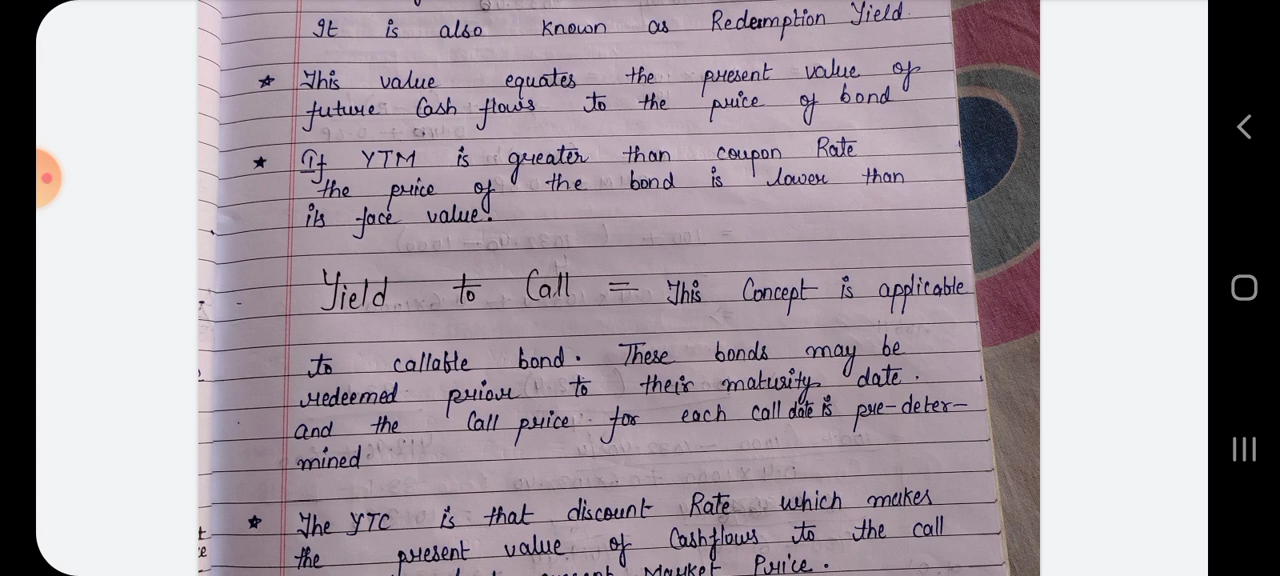 It is also Known as Redemption Yield.
★ This value equates the present value of
future Cash flows to the price of bond
★ If YTM is greater than coupon Rate
the price of the bond is lower than
its face value.
Yield to Call = This Concept is applicable
to callable bond. These bonds may be
redeemed prior to their maturity date.
and the Call price for each call date is pre-deter-
mined
★ The YTC is that discount Rate which makes
the present value of Cashflows to the call
Market Price.